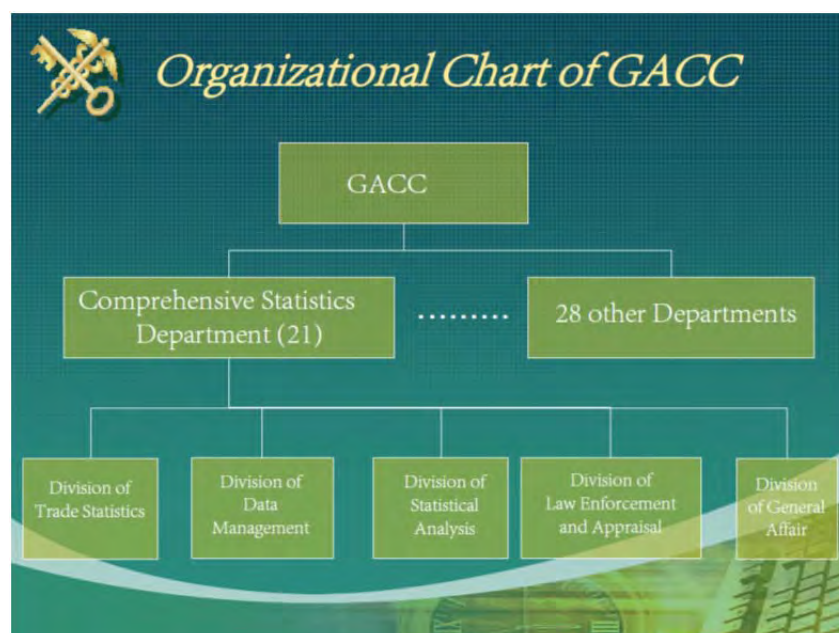 Organizational Chart of GACC
GACC
Comprehensive Statistics
Department (21)
.........
28 other Departments
Division of
Trade Statistics
Division of
Data
Management
Division of
Statistical
Analysis
Division of
Law Enforcement
and Appraisal
Division
of General
Affair